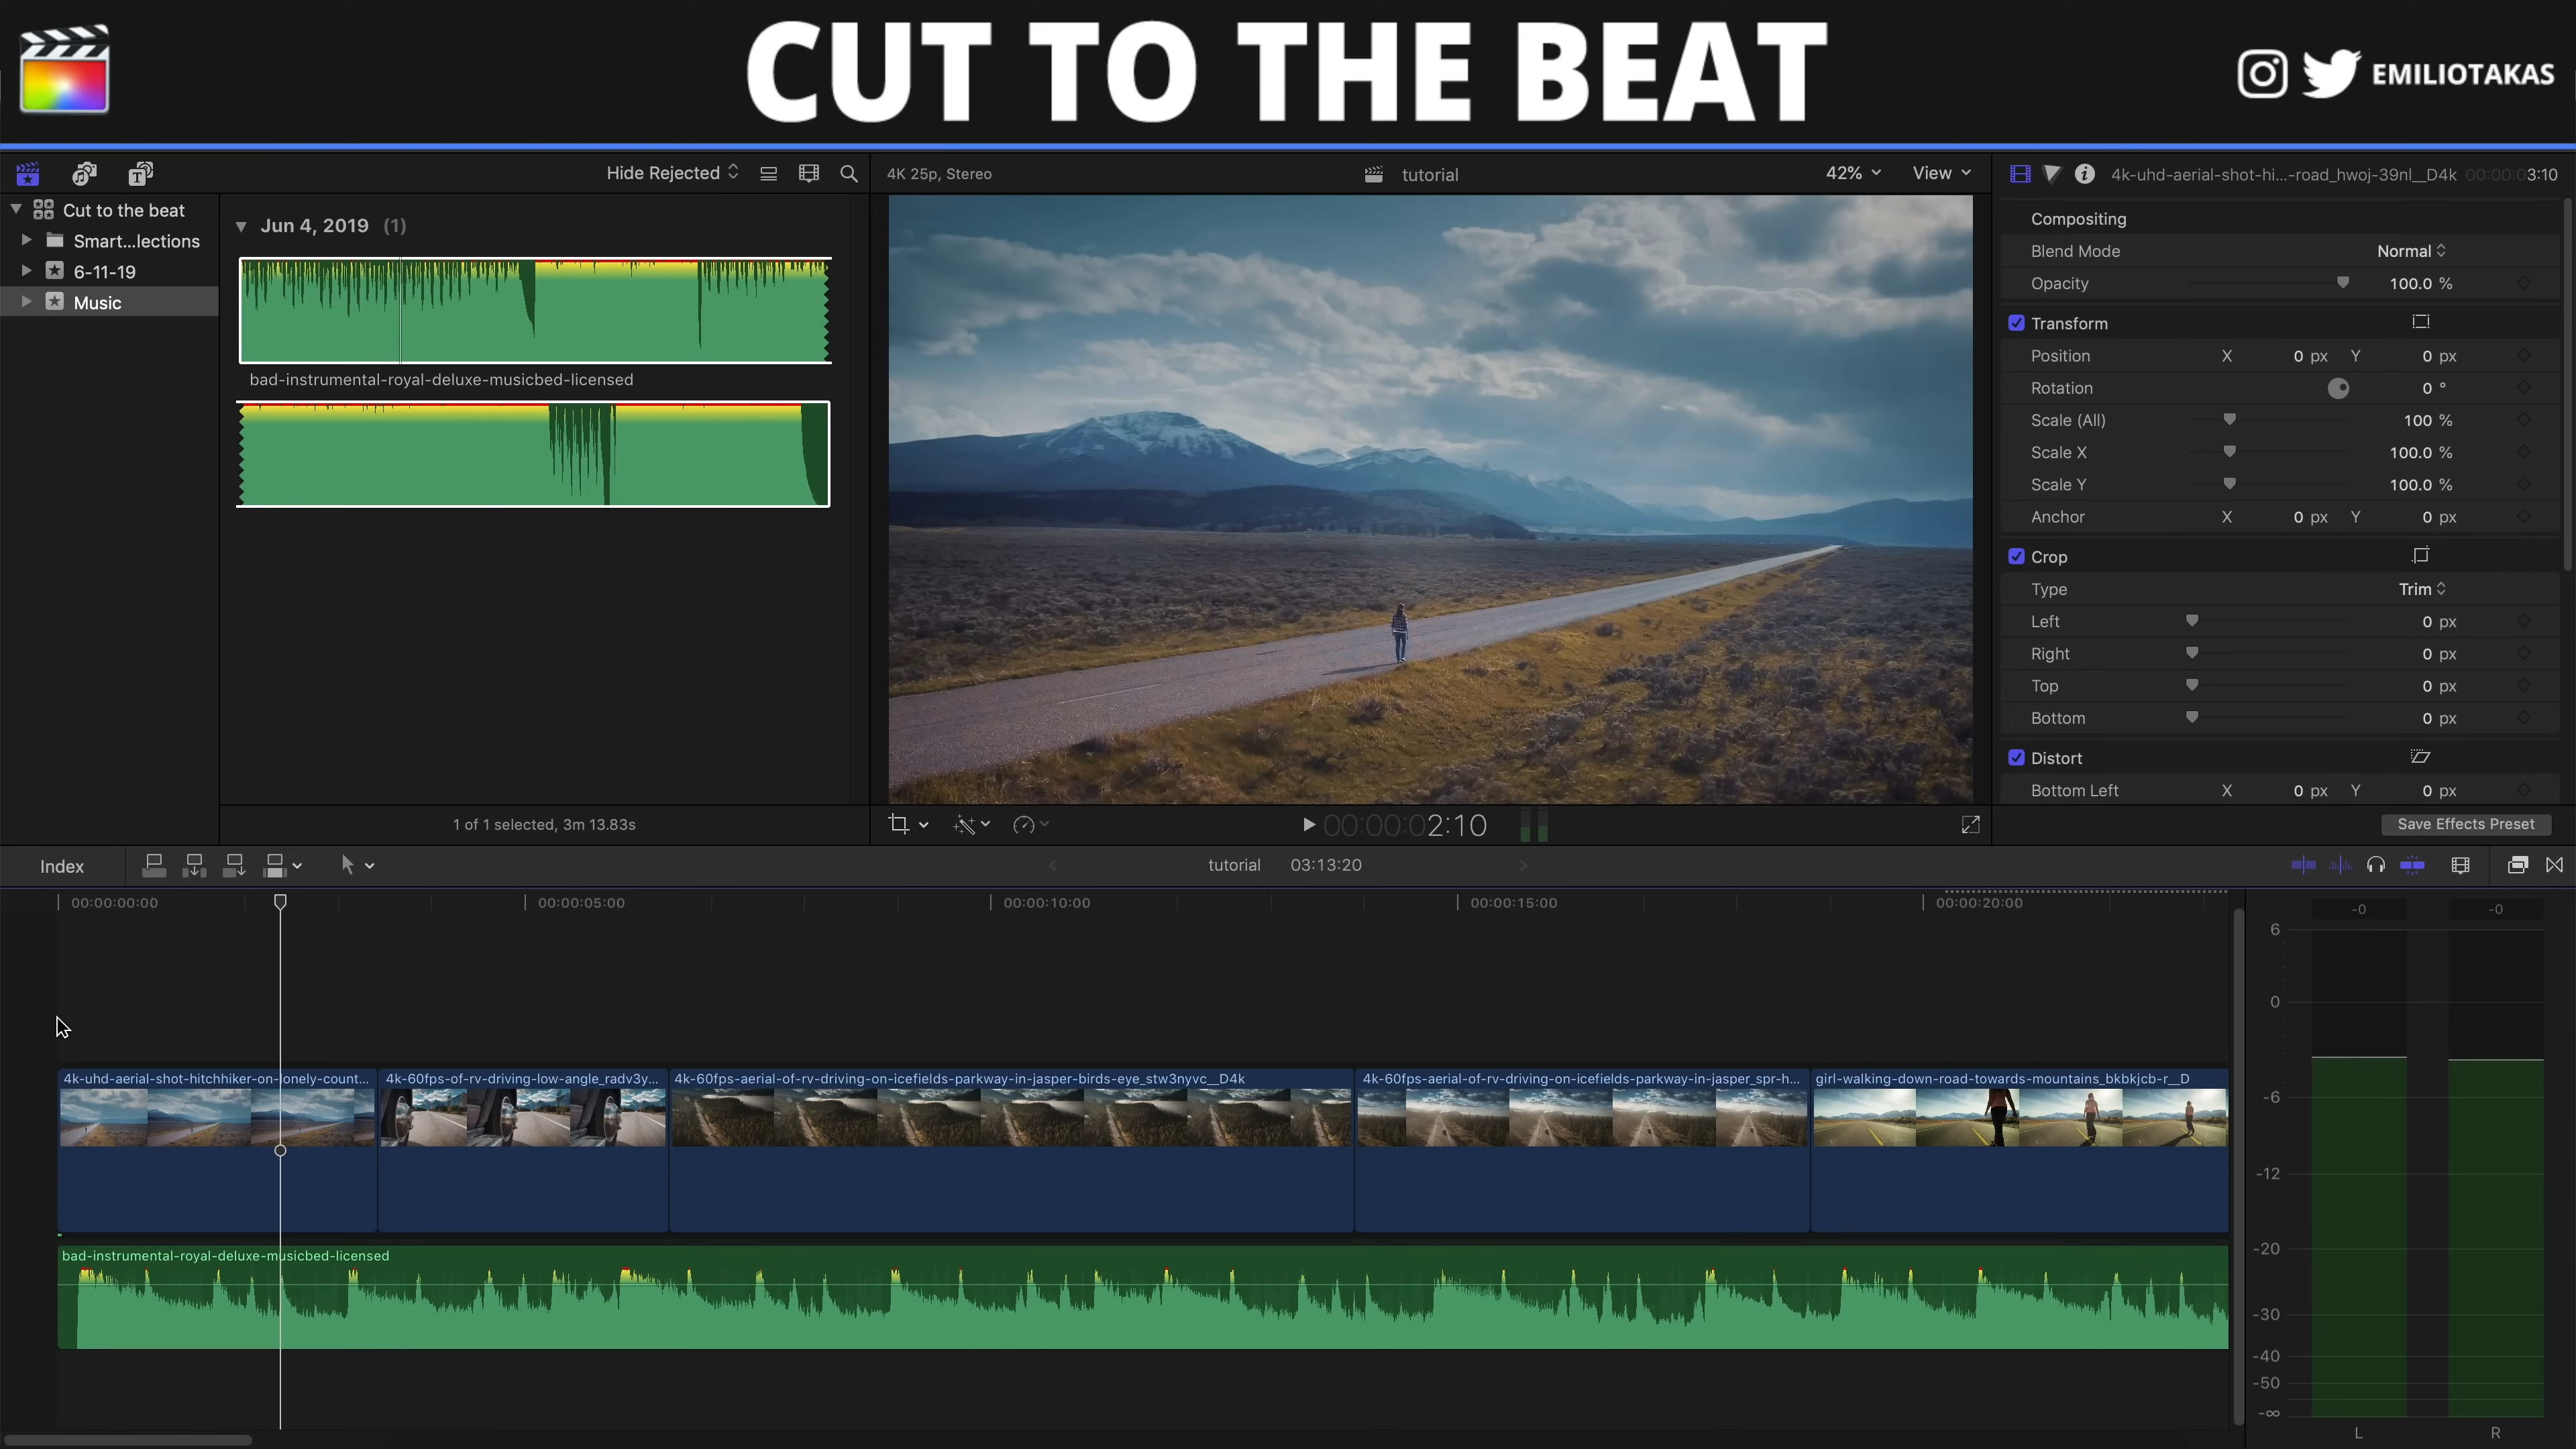 CUT TO THE BEAT
EMILIOTAKAS
Hide Rejected
4K 25p, Stereo
tutorial
42%
View
4k-uhd-aerial-shot-hi...-road_hwoj-39nl__D4k
00:00:03:10
Cut to the beat
Smart...lections
6-11-19
Music
Jun 4, 2019 (1)
bad-instrumental-royal-deluxe-musicbed-licensed
1 of 1 selected, 3m 13.83s
00:00:02:10
Compositing
Blend Mode Normal
Opacity 100.0 %
Transform
Position X 0 px Y 0 px
Rotation 0 °
Scale (All) 100 %
Scale X 100.0 %
Scale Y 100.0 %
Anchor X 0 px Y 0 px
Crop
Type Trim
Left 0 px
Right 0 px
Top 0 px
Bottom 0 px
Distort
Bottom Left X 0 px Y 0 px
Save Effects Preset
Index
tutorial 03:13:20
00:00:00:00 00:00:05:00 00:00:10:00 00:00:15:00 00:00:20:00
4k-uhd-aerial-shot-hitchhiker-on-lonely-count...
4k-60fps-of-rv-driving-low-angle_radv3y...
4k-60fps-aerial-of-rv-driving-on-icefields-parkway-in-jasper-birds-eye_stw3nyvc__D4k
4k-60fps-aerial-of-rv-driving-on-icefields-parkway-in-jasper_spr-h...
girl-walking-down-road-towards-mountains_bkbkjcb-r__D
bad-instrumental-royal-deluxe-musicbed-licensed
-0 -0
6
0
-6
-12
-20
-30
-40
-50
-∞
L R